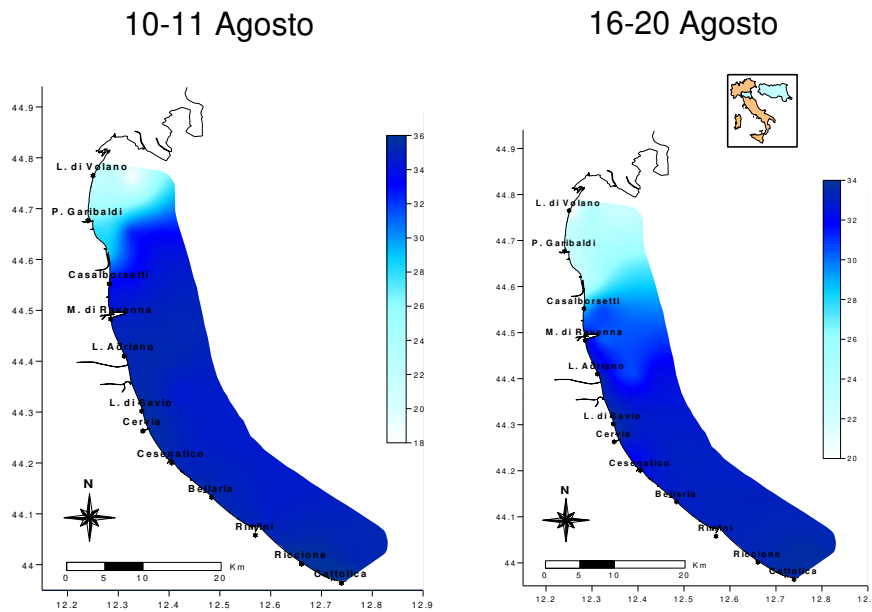 10-11 Agosto
44.9
44.8
44.7
44.6
44.5
44.4
44.3
44.2
44.1
44
L. di Volano
P. Garibaldi
Casalborsetti
M. di Ravenna
L. Adriano
L. di Savio
Cervia
Cesenatico
Bellaria
Rimini
Riccione
Cattolica
36
34
32
30
28
26
24
22
20
18
N
0 5 10 20 Km
12.2 12.3 12.4 12.5 12.6 12.7 12.8 12.9
16-20 Agosto
44.9
44.8
44.7
44.6
44.5
44.4
44.3
44.2
44.1
44
L. di Volano
P. Garibaldi
Casalborsetti
M. di Ravenna
L. Adriano
L. di Savio
Cervia
Cesenatico
Bellaria
Rimini
Riccione
Cattolica
34
32
30
28
26
24
22
20
N
0 5 10 20 Km
12.2 12.3 12.4 12.5 12.6 12.7 12.8